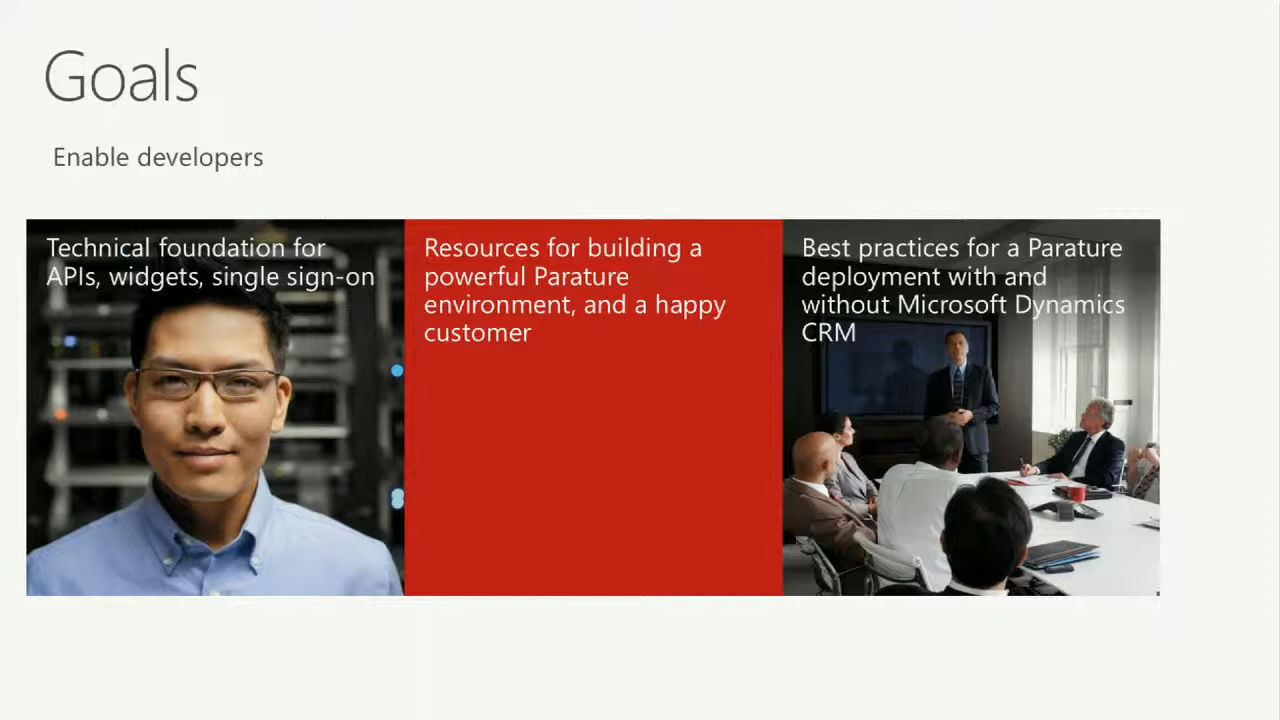 Goals
Enable developers
Technical foundation for
APIs, widgets, single sign-on
Resources for building a
powerful Parature
environment, and a happy
customer
Best practices for a Parature
deployment with and
without Microsoft Dynamics
CRM